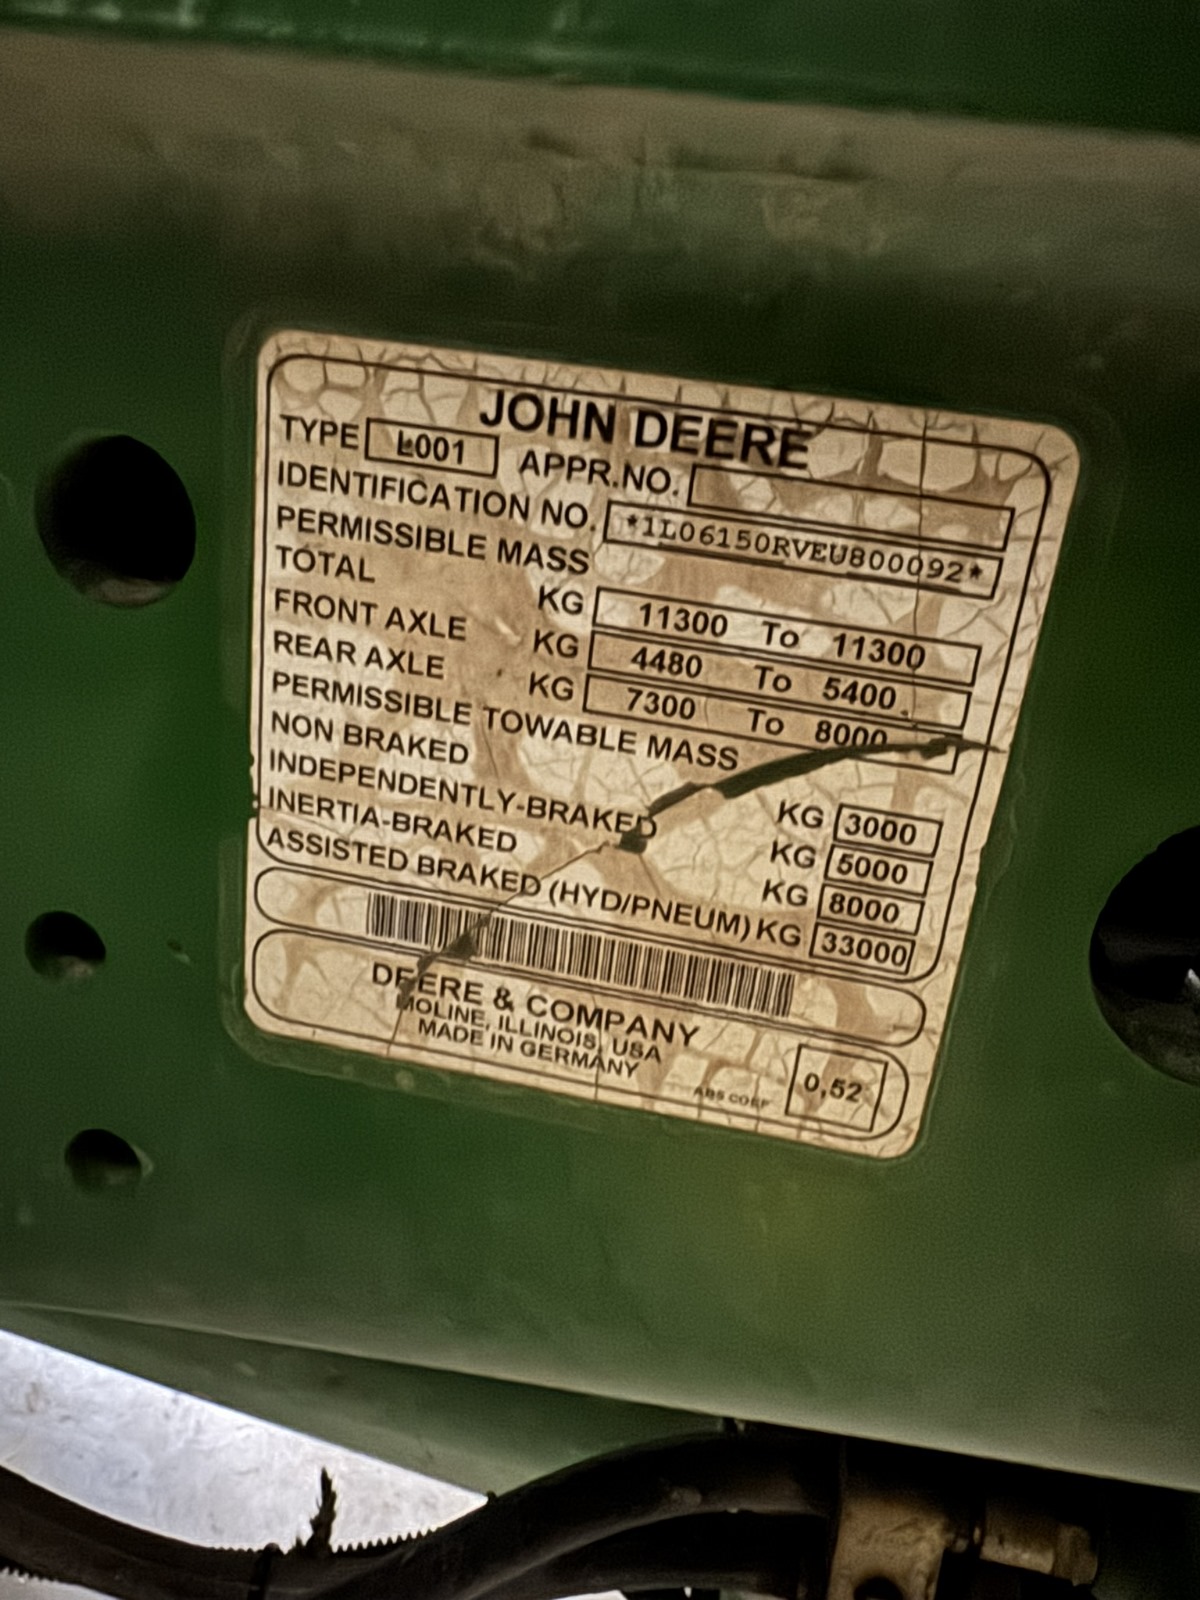 JOHN DEERE
TYPE L001 APPR.NO.
IDENTIFICATION NO. *1L06150RVEU800092*
PERMISSIBLE MASS
TOTAL KG 11300 To 11300
FRONT AXLE KG 4480 To 5400
REAR AXLE KG 7300 To 8000
PERMISSIBLE TOWABLE MASS
NON BRAKED KG 3000
INDEPENDENTLY-BRAKED KG 5000
INERTIA-BRAKED KG 8000
ASSISTED BRAKED (HYD/PNEUM) KG 33000
DEERE & COMPANY
MOLINE, ILLINOIS, USA
MADE IN GERMANY
ABS COEF 0,52